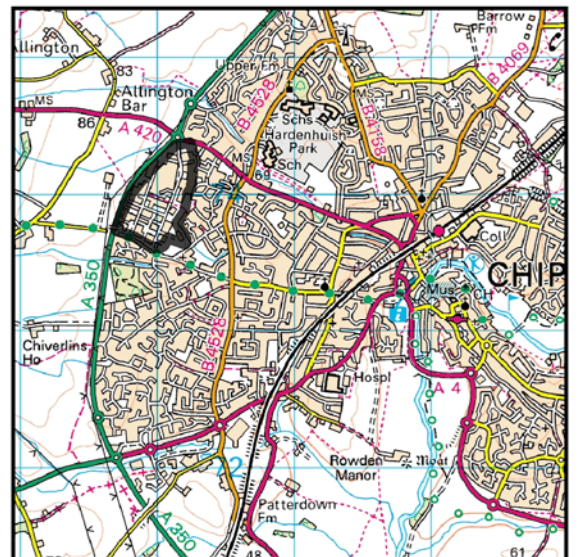 Barrow
Fm
Allington
Upper Fm
83
Allington
Bar
MS
86
A 420
B 4528
MS
B 4069
B 4158
Schs
Hardenhuish
Park
Sch
MS
69
Coll
CHIP
Mus
CH
A 350
B 4528
Chiverlins
Ho
Hospl
A 4
Rowden
Manor
Moat
Patterdown
Fm
A 350
48
61